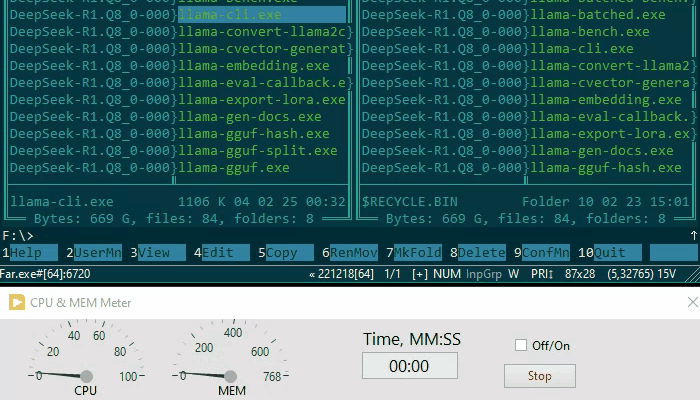 DeepSeek-R1.Q8_0-000}llama-cli.exe
DeepSeek-R1.Q8_0-000}llama-convert-llama2c}
DeepSeek-R1.Q8_0-000}llama-cvector-generat
DeepSeek-R1.Q8_0-000}llama-embedding.exe
DeepSeek-R1.Q8_0-000}llama-eval-callback.e}
DeepSeek-R1.Q8_0-000}llama-export-lora.exe
DeepSeek-R1.Q8_0-000}llama-gen-docs.exe
DeepSeek-R1.Q8_0-000}llama-gguf-hash.exe
DeepSeek-R1.Q8_0-000}llama-gguf-split.exe
DeepSeek-R1.Q8_0-000}llama-gguf.exe
llama-cli.exe 1106 K 04 02 25 00:32
Bytes: 669 G, files: 84, folders: 8
DeepSeek-R1.Q8_0-000}llama-batched.exe
DeepSeek-R1.Q8_0-000}llama-bench.exe
DeepSeek-R1.Q8_0-000}llama-cli.exe
DeepSeek-R1.Q8_0-000}llama-convert-llama2}
DeepSeek-R1.Q8_0-000}llama-cvector-genera}
DeepSeek-R1.Q8_0-000}llama-embedding.exe
DeepSeek-R1.Q8_0-000}llama-eval-callback.}
DeepSeek-R1.Q8_0-000}llama-export-lora.ex}
DeepSeek-R1.Q8_0-000}llama-gen-docs.exe
DeepSeek-R1.Q8_0-000}llama-gguf-hash.exe
$RECYCLE.BIN Folder 10 02 23 15:01
Bytes: 669 G, files: 84, folders: 8
F:\> ↑
1Help 2UserMn 3View 4Edit 5Copy 6RenMov 7MkFold 8Delete 9ConfMn 10Quit
Far.exe#[64]:6720 « 221218[64] 1/1 [+] NUM InpGrp W PRI↕ 87x28 (5,32765) 15V
CPU & MEM Meter
0 20 40 60 80 100
CPU
0 200 400 600 768
MEM
Time, MM:SS
00:00
Off/On
Stop